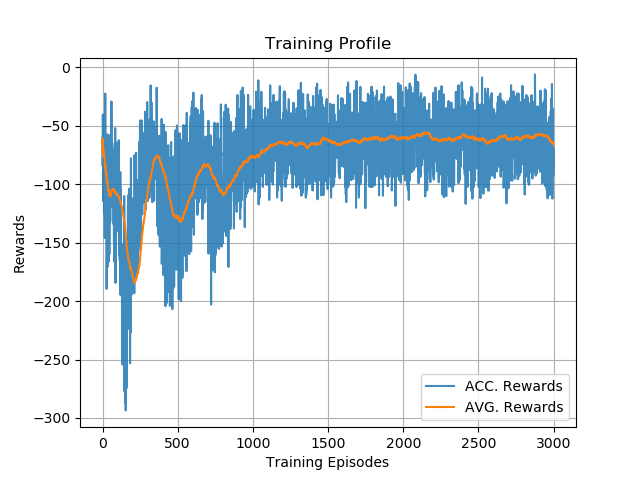 Training Profile
0
−50
−100
−150
−200
−250
−300
Rewards
0 500 1000 1500 2000 2500 3000
Training Episodes
ACC. Rewards
AVG. Rewards